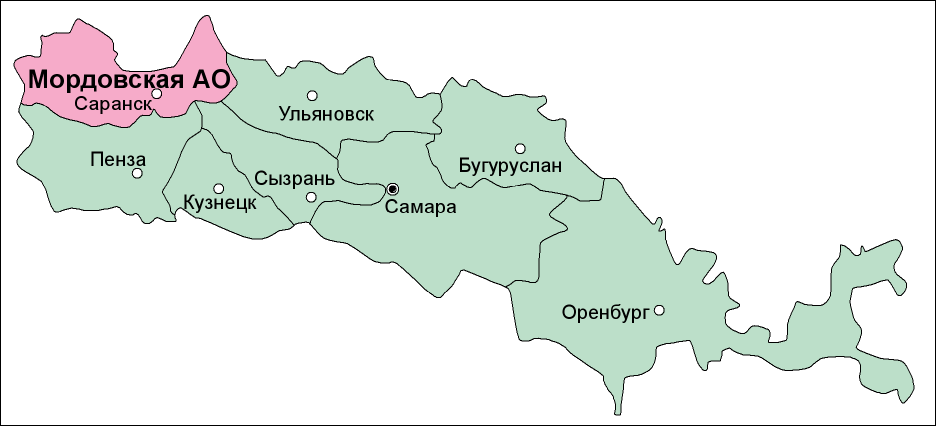 Мордовская АО
Саранск
Ульяновск
Пенза
Бугуруслан
Сызрань
Кузнецк
Самара
Оренбург